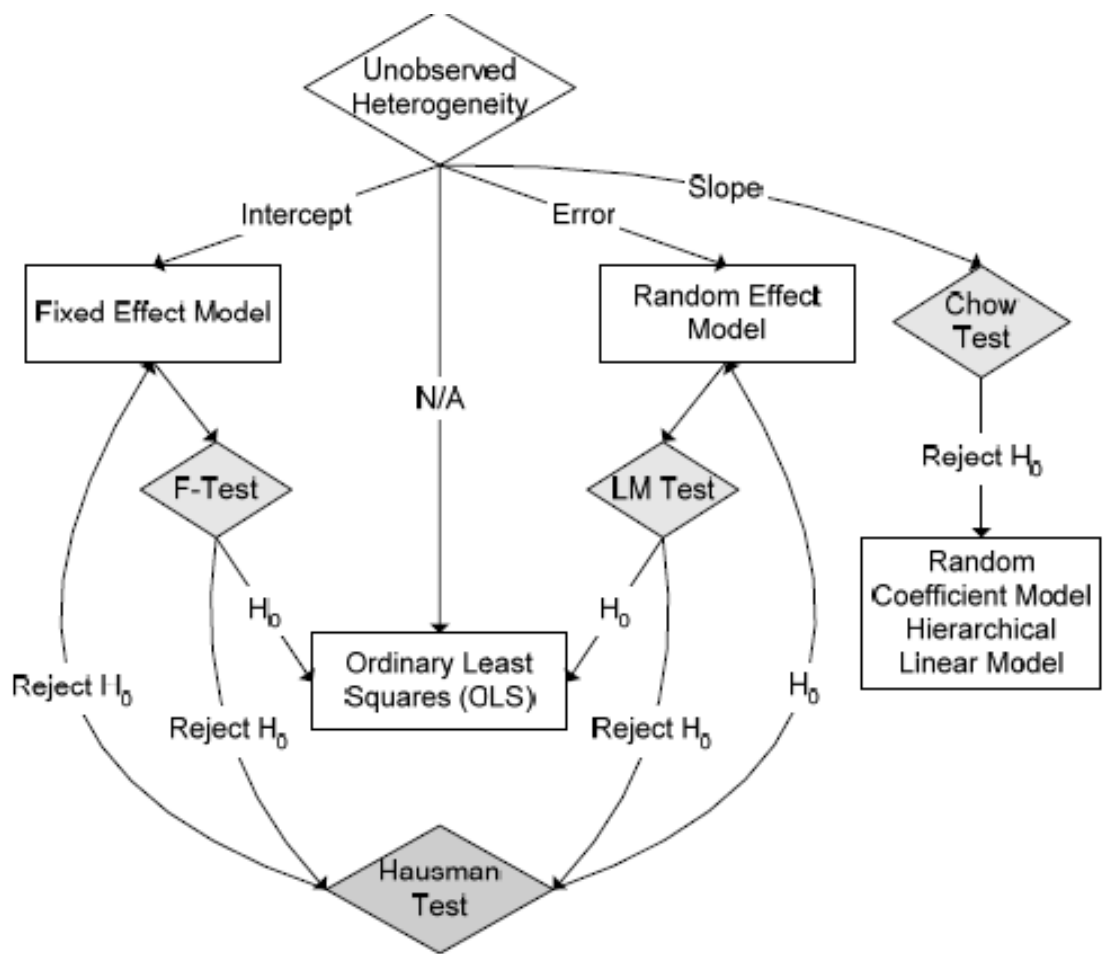 Unobserved
Heterogeneity
Slope
Intercept
Error
Fixed Effect Model
Random Effect
Model
Chow
Test
N/A
Reject H₀
F-Test
LM Test
Random
Coefficient Model
Hierarchical
Linear Model
H₀
H₀
Ordinary Least
Squares (OLS)
Reject H₀
H₀
Reject H₀
Reject H₀
Hausman
Test